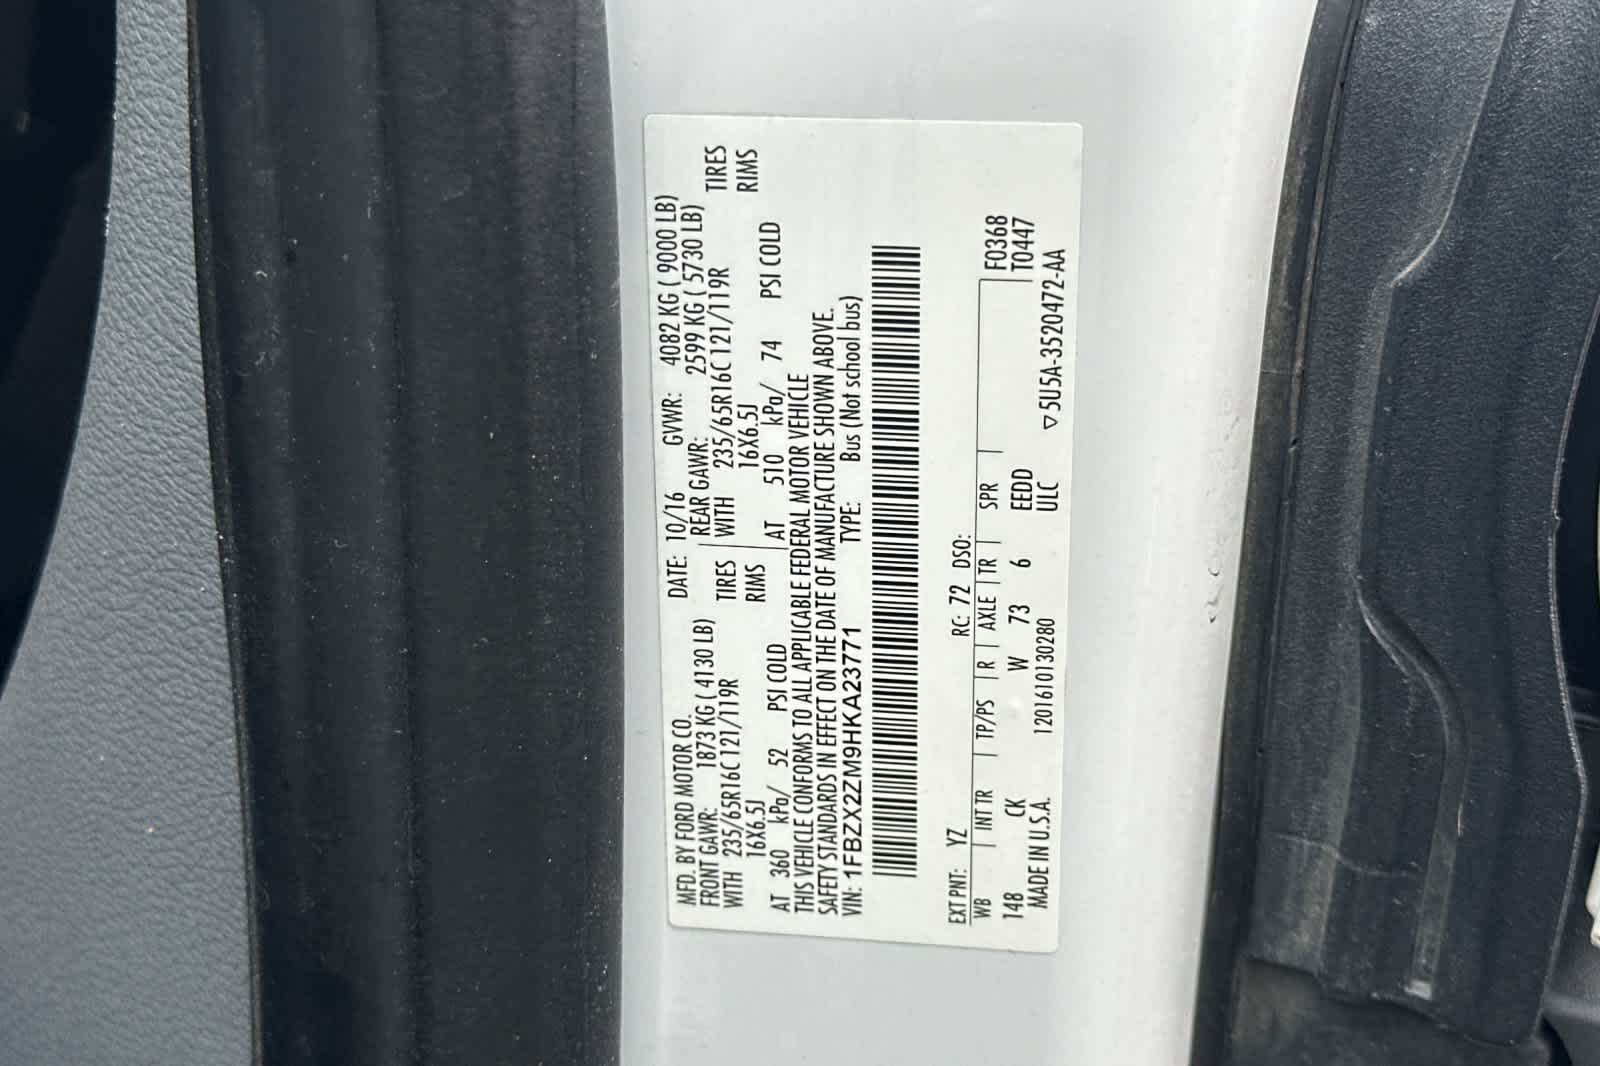 MFD. BY FORD MOTOR CO. DATE: 10/16 GVWR: 4082 KG ( 9000 LB)
FRONT GAWR: 1873 KG ( 4130 LB) REAR GAWR: 2599 KG ( 5730 LB)
WITH 235/65R16C 121/119R TIRES WITH 235/65R16C 121/119R TIRES
16X6.5J RIMS 16X6.5J RIMS
AT 360 kPa/ 52 PSI COLD AT 510 kPa/ 74 PSI COLD
THIS VEHICLE CONFORMS TO ALL APPLICABLE FEDERAL MOTOR VEHICLE
SAFETY STANDARDS IN EFFECT ON THE DATE OF MANUFACTURE SHOWN ABOVE.
VIN: 1FBZX2ZM9HKA23771 TYPE: Bus (Not school bus)
EXT PNT: YZ RC: 72 DSO:
WB INT TR TP/PS R AXLE TR SPR F0368
148 CK W 73 6 EEDD T0447
MADE IN U.S.A. 1201610130280 ULC ▽5U5A-3520472-AA